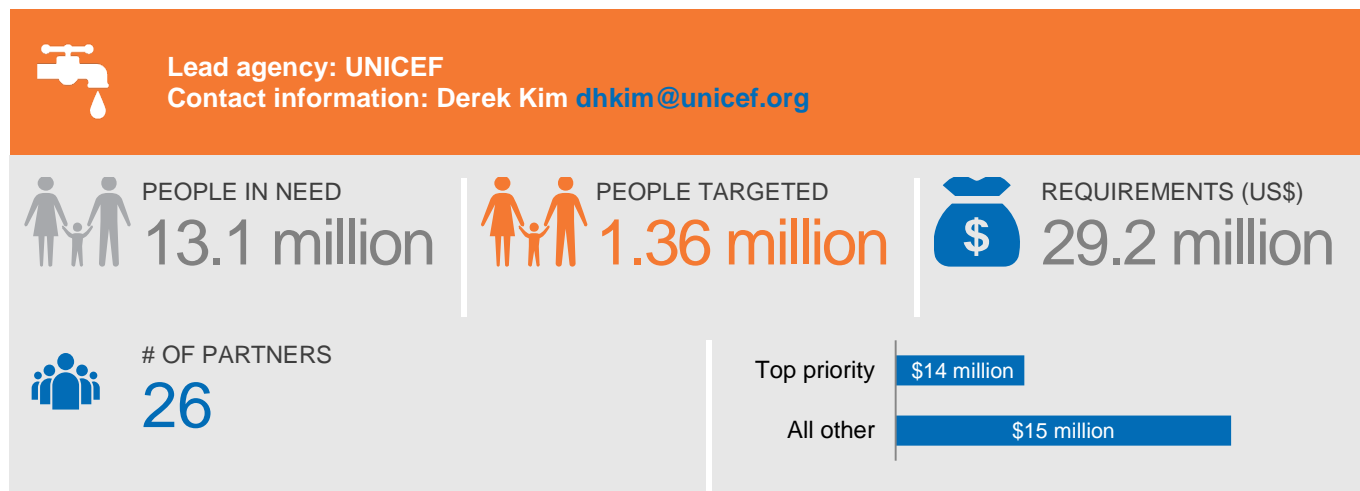 Lead agency: UNICEF
Contact information: Derek Kim dhkim@unicef.org
PEOPLE IN NEED
13.1 million
PEOPLE TARGETED
1.36 million
$
REQUIREMENTS (US$)
29.2 million
# OF PARTNERS
26
Top priority
$14 million
All other
$15 million